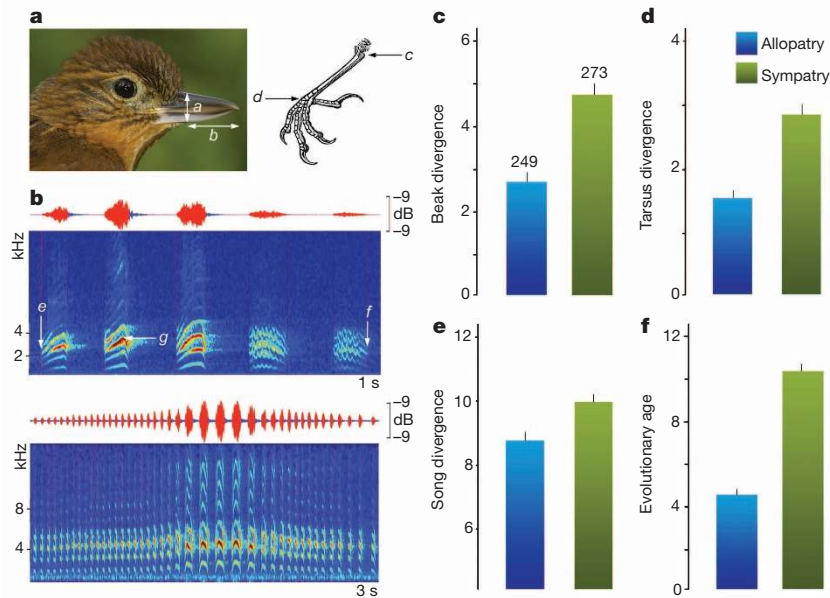 a
a
b
c
d
b
–9
dB
–9
kHz
e
f
g
4
2
1 s
–9
dB
–9
kHz
8
4
3 s
c
Beak divergence
6
4
2
0
249
273
d
Tarsus divergence
4
2
0
Allopatry
Sympatry
e
Song divergence
12
10
8
6
f
Evolutionary age
12
8
4
0